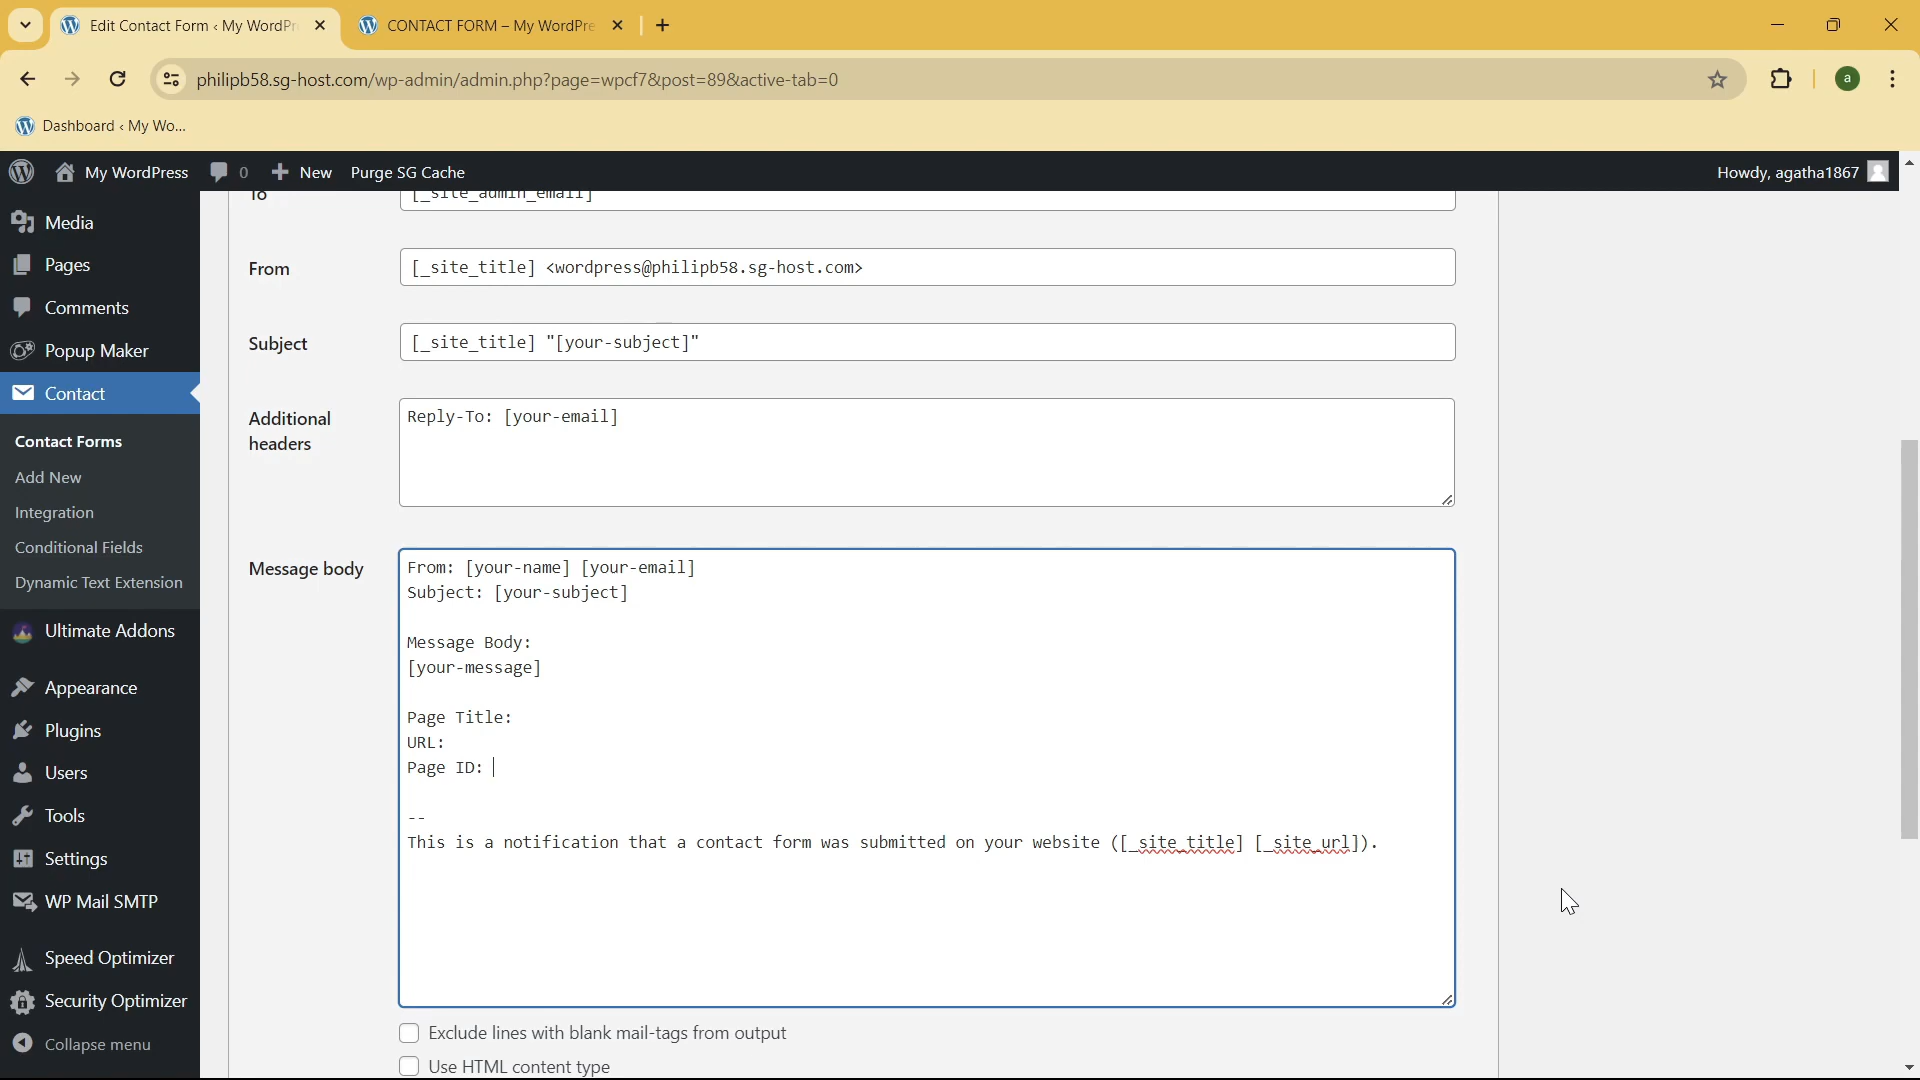 Edit Contact Form ‹ My WordPr
CONTACT FORM – My WordPre
philipb58.sg-host.com/wp-admin/admin.php?page=wpcf7&post=89&active-tab=0
a
Dashboard ‹ My Wo...
My WordPress
0
New
Purge SG Cache
Howdy, agatha1867
Media
Pages
Comments
Popup Maker
Contact
Contact Forms
Add New
Integration
Conditional Fields
Dynamic Text Extension
Ultimate Addons
Appearance
Plugins
Users
Tools
Settings
WP Mail SMTP
Speed Optimizer
Security Optimizer
Collapse menu
To
[_site_admin_email]
From
[_site_title] <wordpress@philipb58.sg-host.com>
Subject
[_site_title] "[your-subject]"
Additional
headers
Reply-To: [your-email]
Message body
From: [your-name] [your-email]
Subject: [your-subject]
Message Body:
[your-message]
Page Title:
URL:
Page ID:
--
This is a notification that a contact form was submitted on your website ([_site_title] [_site_url]).
Exclude lines with blank mail-tags from output
Use HTML content type